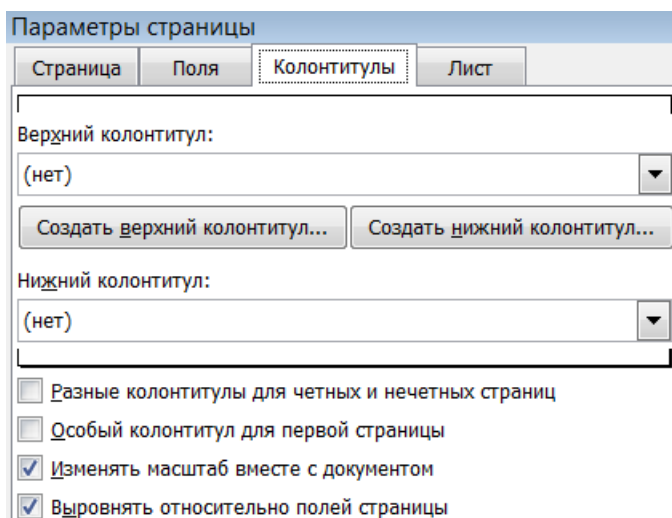 Параметры страницы
Страница Поля Колонтитулы Лист
Верхний колонтитул:
(нет)
Создать верхний колонтитул... Создать нижний колонтитул...
Нижний колонтитул:
(нет)
Разные колонтитулы для четных и нечетных страниц
Особый колонтитул для первой страницы
Изменять масштаб вместе с документом
Выровнять относительно полей страницы